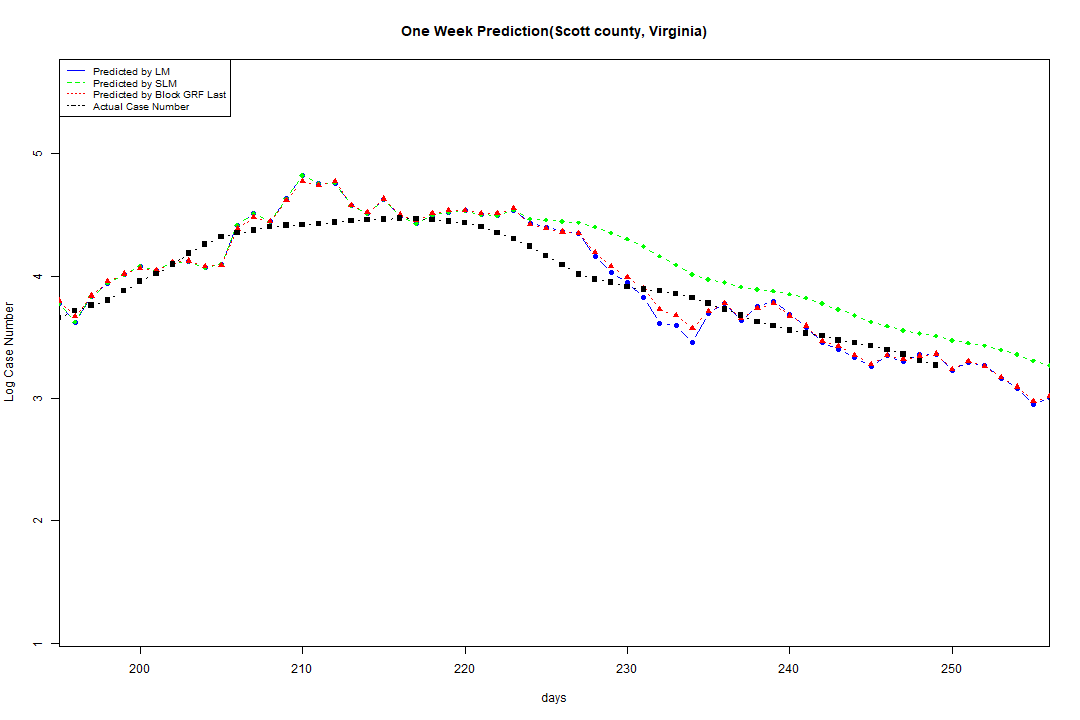 One Week Prediction(Scott county, Virginia)
Predicted by LM
Predicted by SLM
Predicted by Block GRF Last
Actual Case Number
5
4
3
2
1
Log Case Number
200 210 220 230 240 250
days